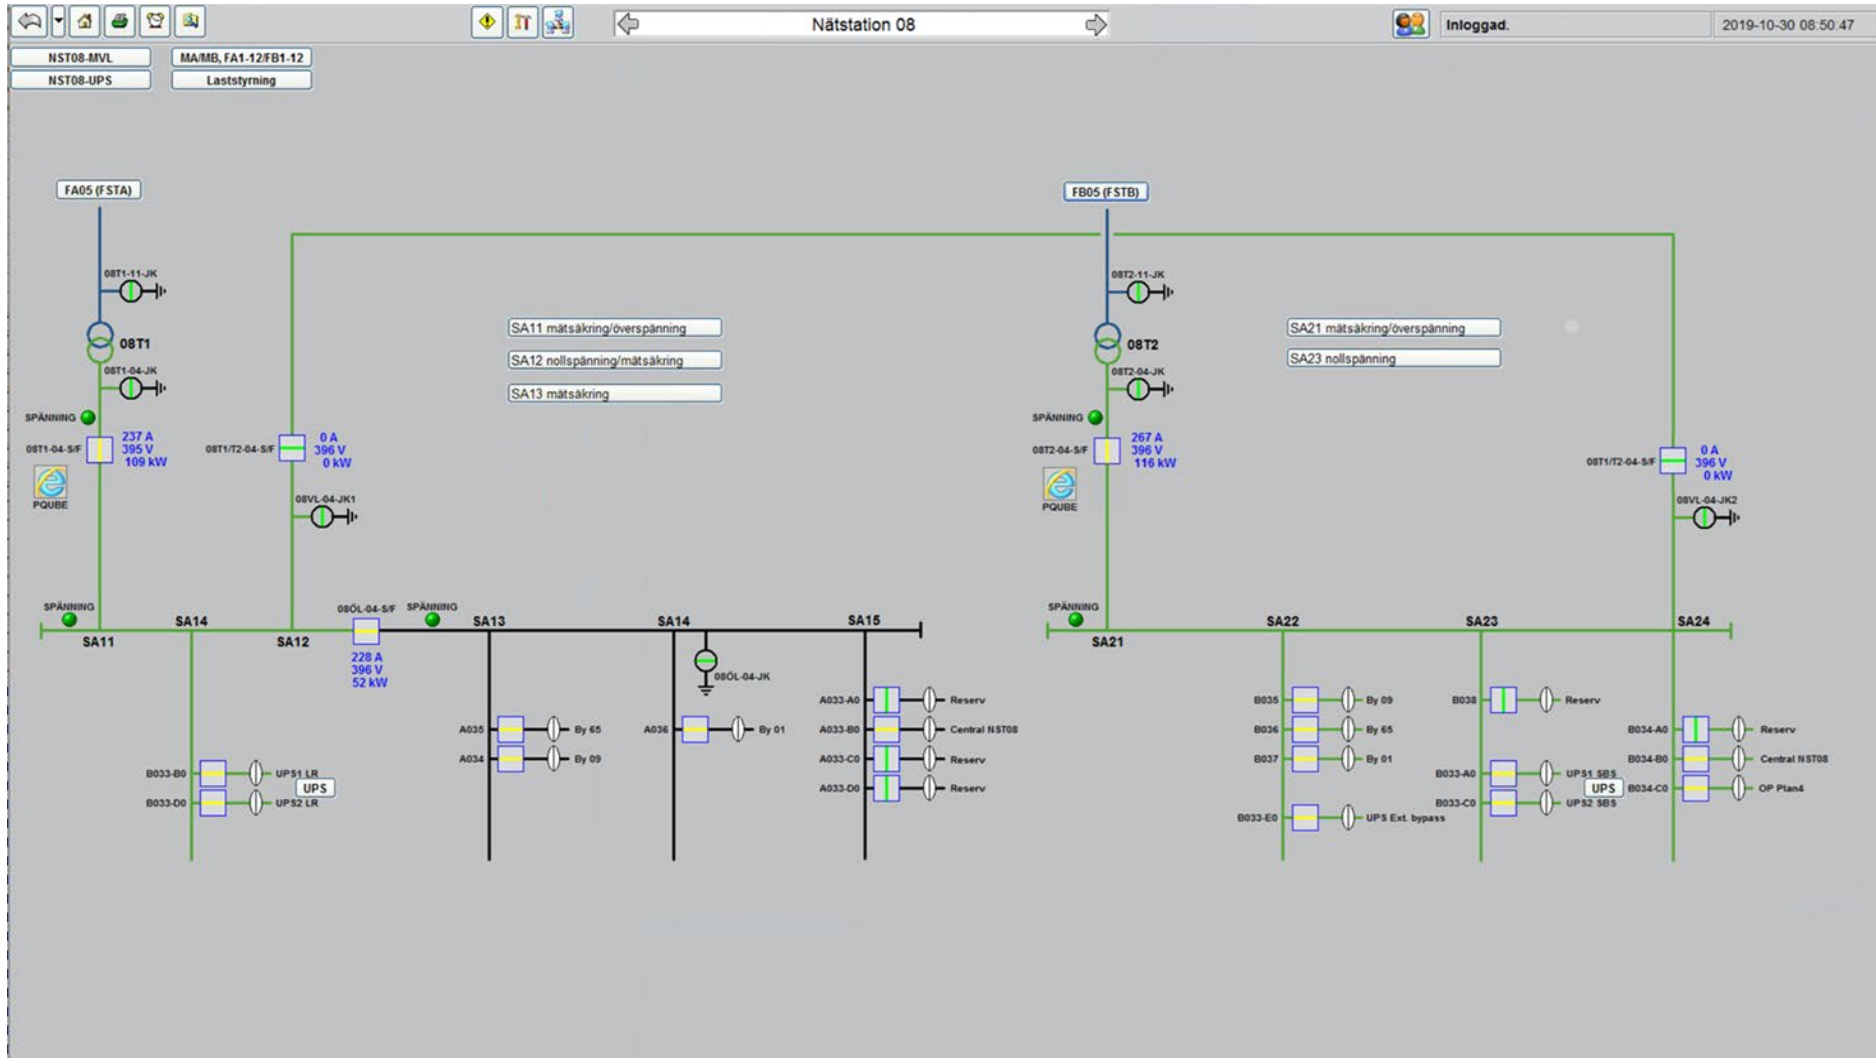 Nätstation 08
Inloggad.
2019-10-30 08:50:47
NST08-MVL
MA/MB, FA1-12/FB1-12
NST08-UPS
Laststyrning
FA05 (FSTA)
FB05 (FSTB)
08T1-11-JK
08T1
08T1-04-JK
SPÄNNING
08T1-04-S/F
237 A
395 V
109 kW
PQUBE
08T1/T2-04-S/F
0 A
396 V
0 kW
08VL-04-JK1
SA11 mätsäkring/överspänning
SA12 nollspänning/mätsäkring
SA13 mätsäkring
08T2-11-JK
08T2
08T2-04-JK
SPÄNNING
08T2-04-S/F
267 A
396 V
116 kW
PQUBE
SA21 mätsäkring/överspänning
SA23 nollspänning
08T1/T2-04-S/F
0 A
396 V
0 kW
08VL-04-JK2
SPÄNNING
SA11
SA14
SA12
08ÖL-04-S/F
228 A
396 V
52 kW
SPÄNNING
SA13
SA14
SA15
08ÖL-04-JK
B033-B0
UPS1 LR
UPS
B033-D0
UPS2 LR
A035
By 65
A034
By 09
A036
By 01
A033-A0
Reserv
A033-B0
Central NST08
A033-C0
Reserv
A033-D0
Reserv
SPÄNNING
SA21
SA22
SA23
SA24
B035
By 09
B036
By 65
B037
By 01
B033-E0
UPS Ext. bypass
B038
Reserv
B033-A0
UPS1 SBS
UPS
B033-C0
UPS2 SBS
B034-A0
Reserv
B034-B0
Central NST08
B034-C0
OP Plan4